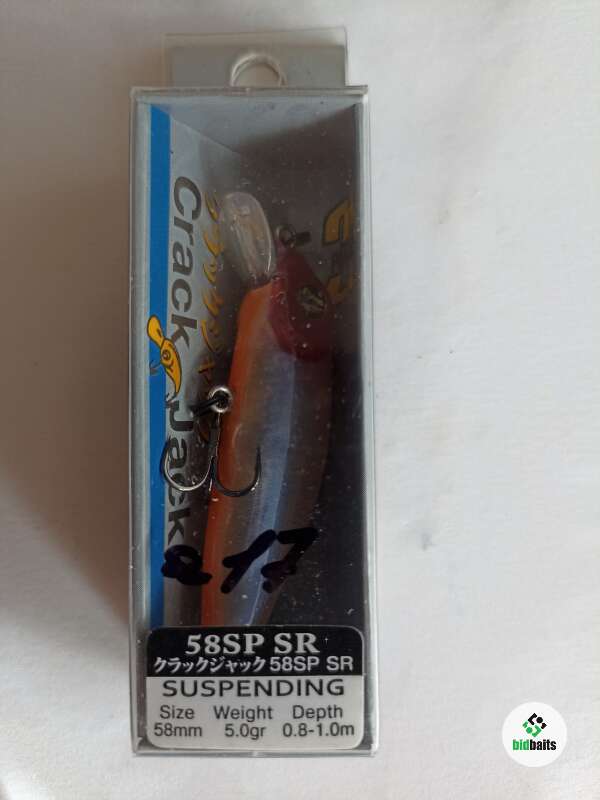 Crack Jack
a 17
58SP SR
クラックジャック 58SP SR
SUSPENDING
Size Weight Depth
58mm 5.0gr 0.8-1.0m
bidbaits